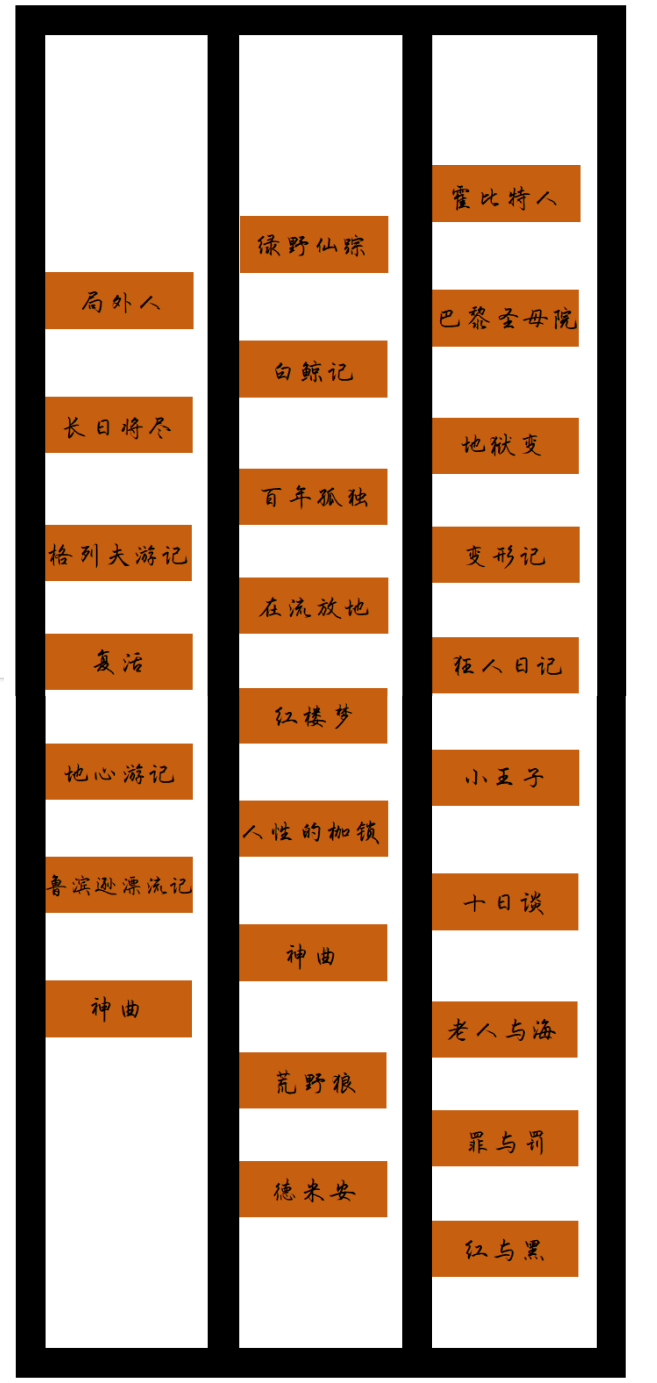 局外人
长日将尽
格列夫游记
复活
地心游记
鲁滨逊漂流记
神曲
绿野仙踪
白鲸记
百年孤独
在流放地
红楼梦
人性的枷锁
神曲
荒野狼
德米安
霍比特人
巴黎圣母院
地狱变
变形记
狂人日记
小王子
十日谈
老人与海
罪与罚
红与黑